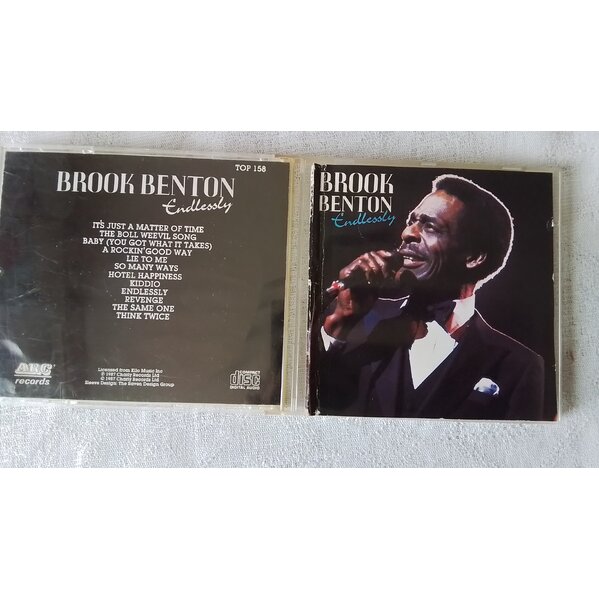 TOP 158
BROOK BENTON
Endlessly
IT'S JUST A MATTER OF TIME
THE BOLL WEEVIL SONG
BABY (YOU GOT WHAT IT TAKES)
A ROCKIN' GOOD WAY
LIE TO ME
SO MANY WAYS
HOTEL HAPPINESS
KIDDIO
ENDLESSLY
REVENGE
THE SAME ONE
THINK TWICE
ARC
records
Licensed from Kilo Music Inc
℗ 1987 Charly Records Ltd
© 1987 Charly Records Ltd
Sleeve Design: The Raven Design Group
COMPACT
disc
DIGITAL AUDIO
BROOK
BENTON
Endlessly